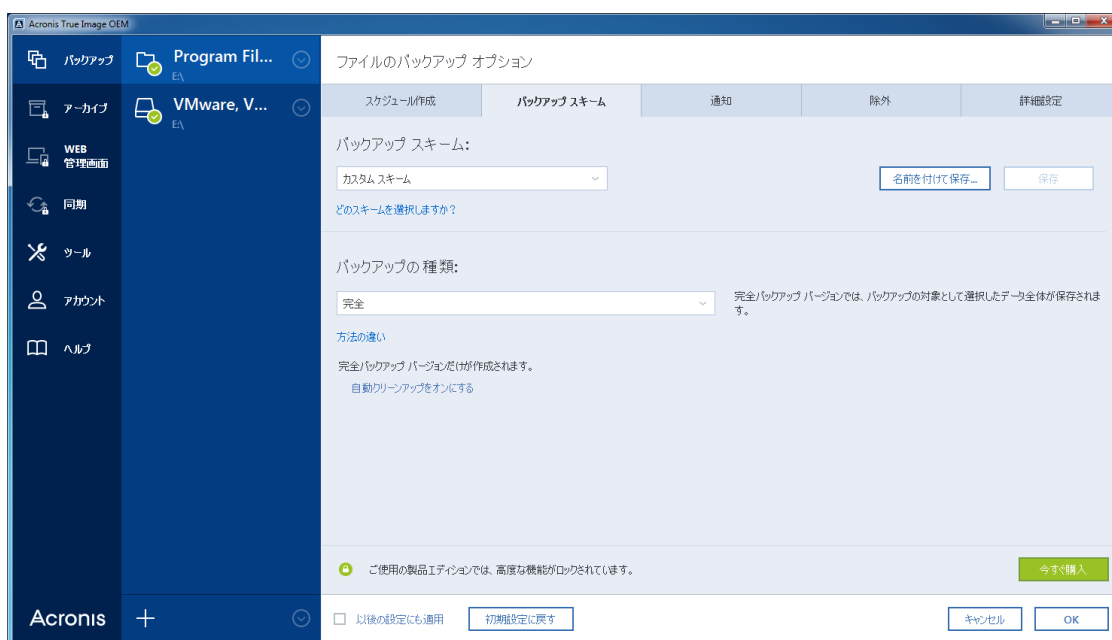 Acronis True Image OEM
バックアップ
アーカイブ
WEB
管理画面
同期
ツール
アカウント
ヘルプ
Acronis
Program Fil...
E:\
VMware, V...
E:\
ファイルのバックアップ オプション
スケジュール作成
バックアップ スキーム
通知
除外
詳細設定
バックアップ スキーム:
カスタム スキーム
名前を付けて保存...
保存
どのスキームを選択しますか?
バックアップの種類:
完全
完全バックアップ バージョンでは、バックアップの対象として選択したデータ全体が保存されま
す。
方法の違い
完全バックアップ バージョンだけが作成されます。
自動クリーンアップをオンにする
ご使用の製品エディションでは、高度な機能がロックされています。
今すぐ購入
以後の設定にも適用
初期設定に戻す
キャンセル
OK